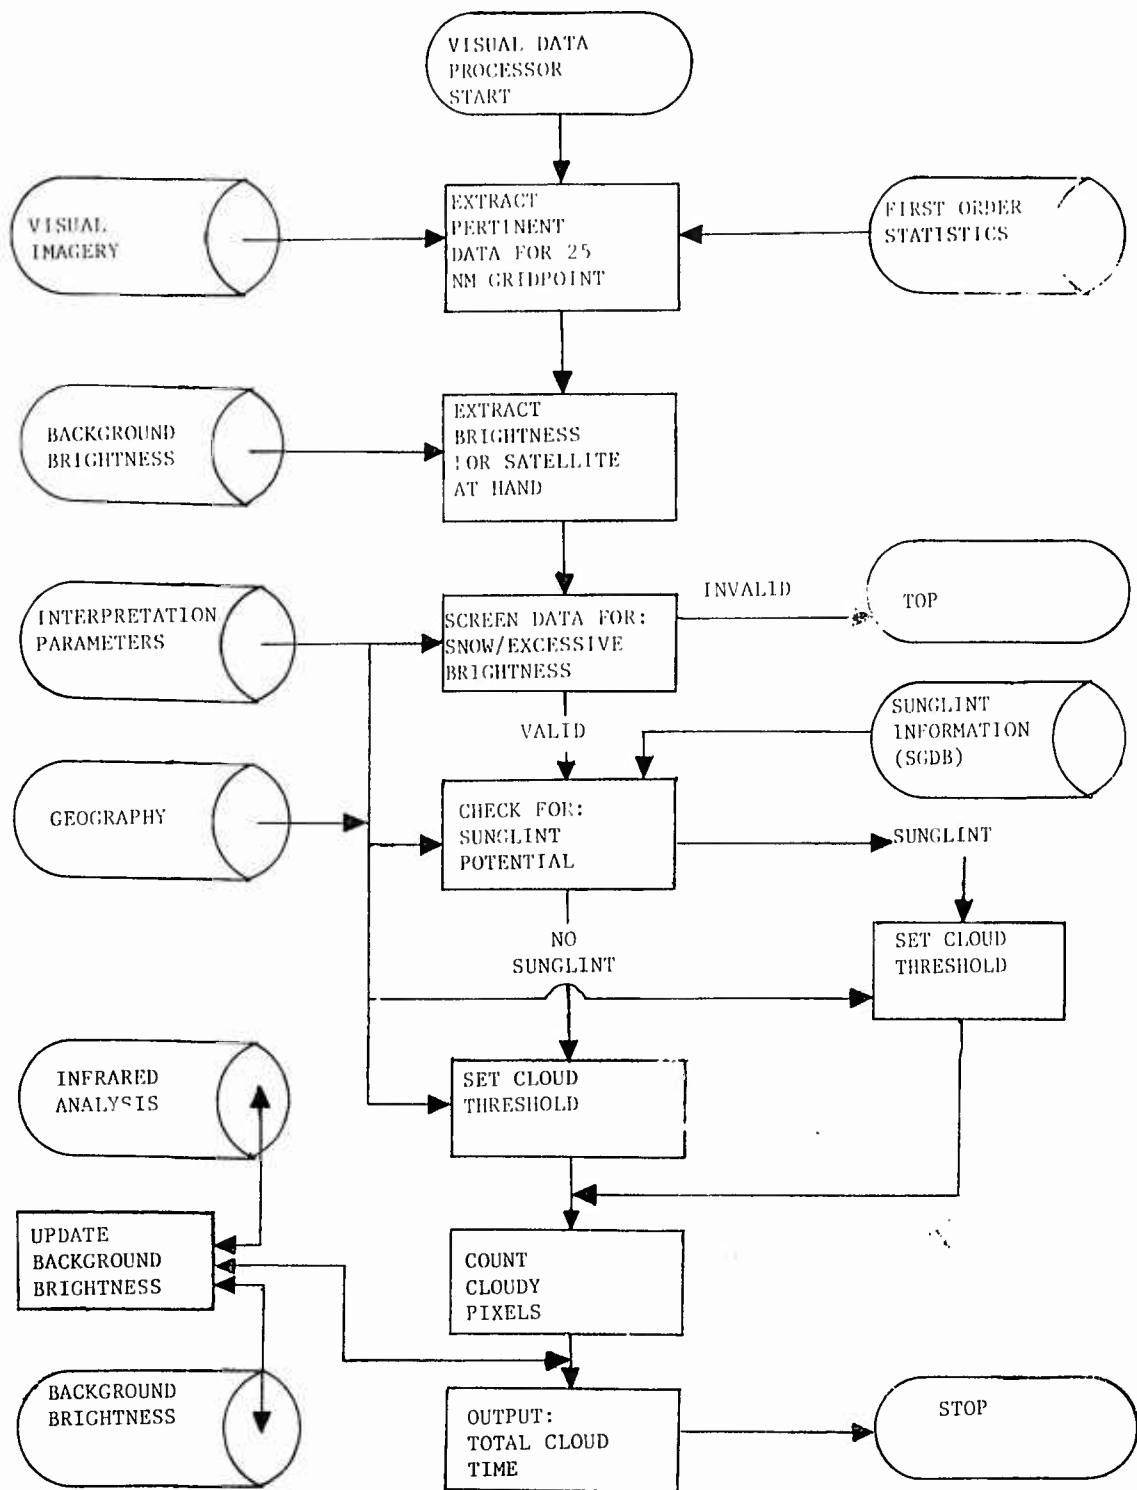 VISUAL DATA
PROCESSOR
START
VISUAL
IMAGERY
EXTRACT
PERTINENT
DATA FOR 25
NM GRIDPOINT
FIRST ORDER
STATISTICS
BACKGROUND
BRIGHTNESS
EXTRACT
BRIGHTNESS
FOR SATELLITE
AT HAND
INTERPRETATION
PARAMETERS
SCREEN DATA FOR:
SNOW/EXCESSIVE
BRIGHTNESS
INVALID
TOP
VALID
SUNGLINT
INFORMATION
(SGDB)
GEOGRAPHY
CHECK FOR:
SUNGLINT
POTENTIAL
SUNGLINT
NO
SUNGLINT
SET CLOUD
THRESHOLD
INFRARED
ANALYSIS
SET CLOUD
THRESHOLD
UPDATE
BACKGROUND
BRIGHTNESS
COUNT
CLOUDY
PIXELS
BACKGROUND
BRIGHTNESS
OUTPUT:
TOTAL CLOUD
TIME
STOP